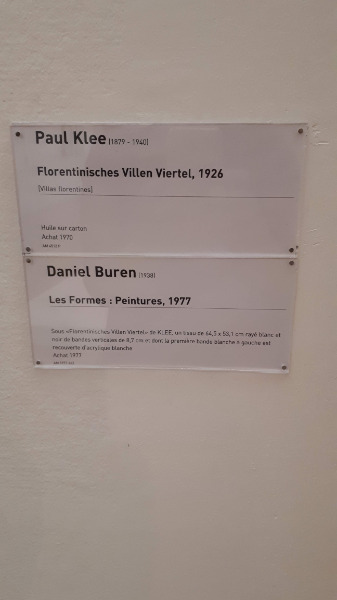 Paul Klee (1879 - 1940)
Florentinisches Villen Viertel, 1926
[Villas florentines]
Huile sur carton
Achat 1970
Daniel Buren (1938)
Les Formes : Peintures, 1977
Sous «Florentinisches Villen Viertel» de KLEE, un tissu de 64,5 x 53,1 cm rayé blanc et
noir de bandes verticales de 8,7 cm et dont la première bande blanche à gauche est
recouverte d'acrylique blanche
Achat 1977